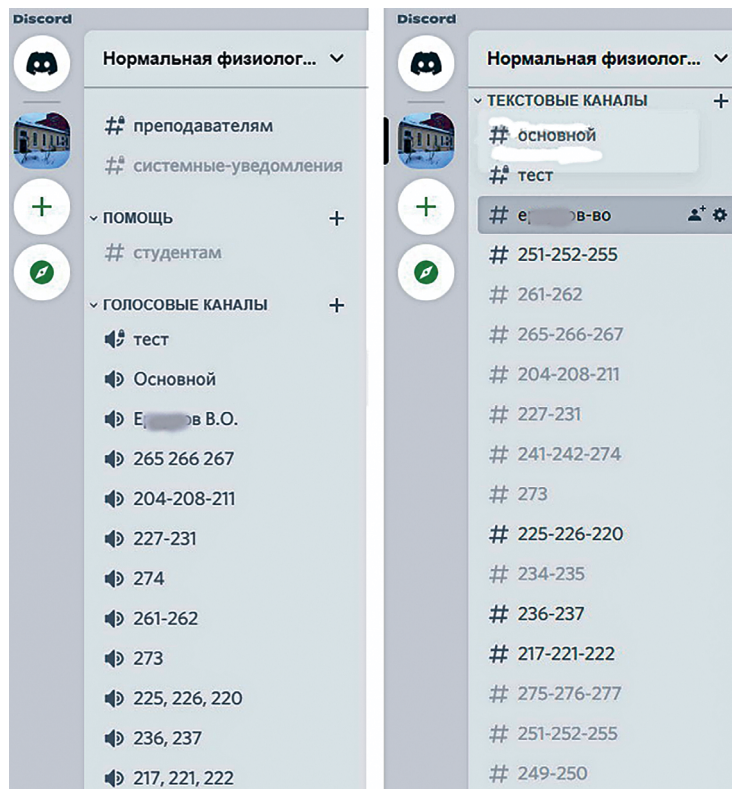 Discord
Нормальная физиолог...
преподавателям
системные-уведомления
ПОМОЩЬ
студентам
ГОЛОСОВЫЕ КАНАЛЫ
тест
Основной
В.О.
265 266 267
204-208-211
227-231
274
261-262
273
225, 226, 220
236, 237
217, 221, 222
Discord
Нормальная физиолог...
ТЕКСТОВЫЕ КАНАЛЫ
основной
тест
в-во
251-252-255
261-262
265-266-267
204-208-211
227-231
241-242-274
273
225-226-220
234-235
236-237
217-221-222
275-276-277
251-252-255
249-250